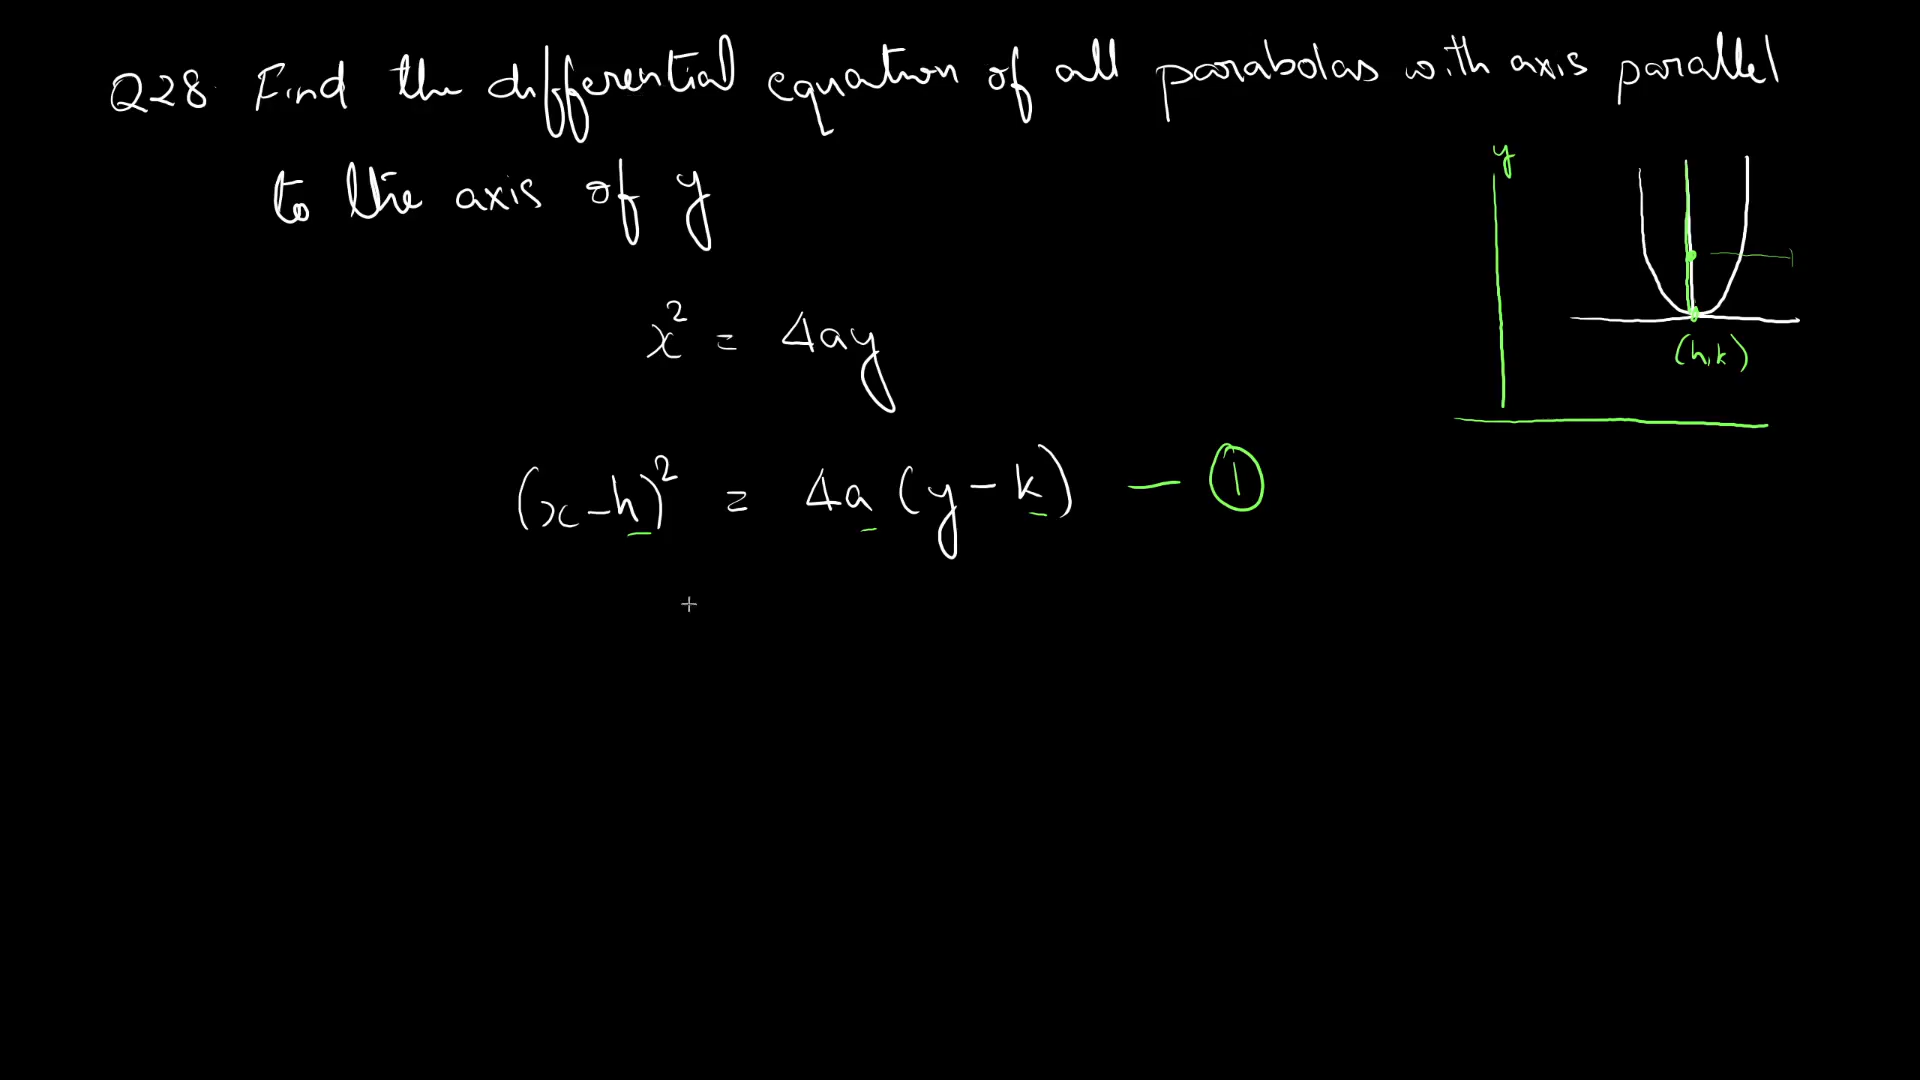 Q28. Find the differential equation of all parabolas with axis parallel
to the axis of y
y
x² = 4ay
(h,k)
(x-h)² = 4a (y-k) — ①